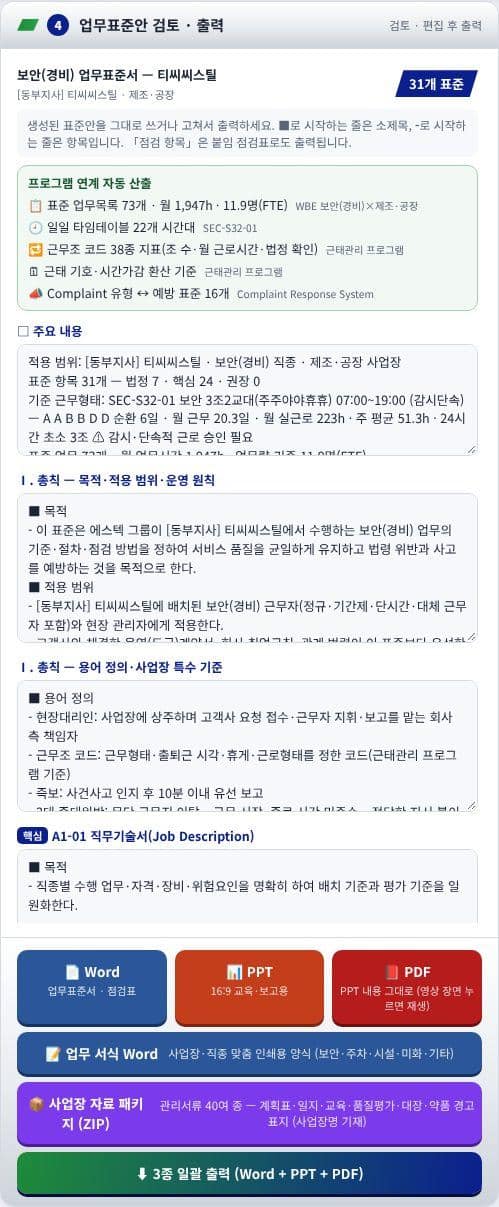 4 업무표준안 검토 · 출력
검토 · 편집 후 출력
보안(경비) 업무표준서 — 티씨씨스틸
[동부지사] 티씨씨스틸 · 제조·공장
31개 표준
생성된 표준안을 그대로 쓰거나 고쳐서 출력하세요. ■로 시작하는 줄은 소제목, -로 시작하
는 줄은 항목입니다. 「점검 항목」은 붙임 점검표로도 출력됩니다.
프로그램 연계 자동 산출
📋 표준 업무목록 73개 · 월 1,947h · 11.9명(FTE) WBE 보안(경비)×제조·공장
🕘 일일 타임테이블 22개 시간대 SEC-S32-01
🔁 근무조 코드 38종 지표(조 수·월 근로시간·법정 확인) 근태관리 프로그램
🗓 근태 기호·시간가감 환산 기준 근태관리 프로그램
📣 Complaint 유형 ↔ 예방 표준 16개 Complaint Response System
□ 주요 내용
적용 범위: [동부지사] 티씨씨스틸 · 보안(경비) 직종 · 제조·공장 사업장
표준 항목 31개 — 법정 7 · 핵심 24 · 권장 0
기준 근무형태: SEC-S32-01 보안 3조2교대(주주야야휴휴) 07:00~19:00 (감시단속)
— A A B B D D 순환 6일 · 월 근무 20.3일 · 월 실근로 223h · 주 평균 51.3h · 24시
간 초소 3조 ⚠ 감시·단속적 근로 승인 필요
표준 업무 73개 · 월 업무시간 1,947h · 업무량 기준 11.9명(FTE)
Ⅰ. 총칙 — 목적·적용 범위·운영 원칙
■ 목적
- 이 표준은 에스텍 그룹이 [동부지사] 티씨씨스틸에서 수행하는 보안(경비) 업무의
기준·절차·점검 방법을 정하여 서비스 품질을 균일하게 유지하고 법령 위반과 사고
를 예방하는 것을 목적으로 한다.
■ 적용 범위
- [동부지사] 티씨씨스틸에 배치된 보안(경비) 근무자(정규·기간제·단시간·대체 근무
자 포함)와 현장 관리자에게 적용한다.
Ⅰ. 총칙 — 용어 정의·사업장 특수 기준
■ 용어 정의
- 현장대리인: 사업장에 상주하며 고객사 요청 접수·근무자 지휘·보고를 맡는 회사
측 책임자
- 근무조 코드: 근무형태·출퇴근 시각·휴게·근로형태를 정한 코드(근태관리 프로그
램 기준)
- 즉보: 사건사고 인지 후 10분 이내 유선 보고
핵심 A1-01 직무기술서(Job Description)
■ 목적
- 직종별 수행 업무·자격·장비·위험요인을 명확히 하여 배치 기준과 평가 기준을 일
원화한다.
📄 Word
업무표준서 · 점검표
📊 PPT
16:9 교육·보고용
📕 PDF
PPT 내용 그대로 (영상 장면 누
르면 재생)
📝 업무 서식 Word 사업장·직종 맞춤 인쇄용 양식 (보안·주차·시설·미화·기타)
📦 사업장 자료 패키
지 (ZIP)
관리서류 40여 종 — 계획표·일지·교육·품질평가·대장·약품 경고
표지 (사업장명 기재)
⬇ 3종 일괄 출력 (Word + PPT + PDF)